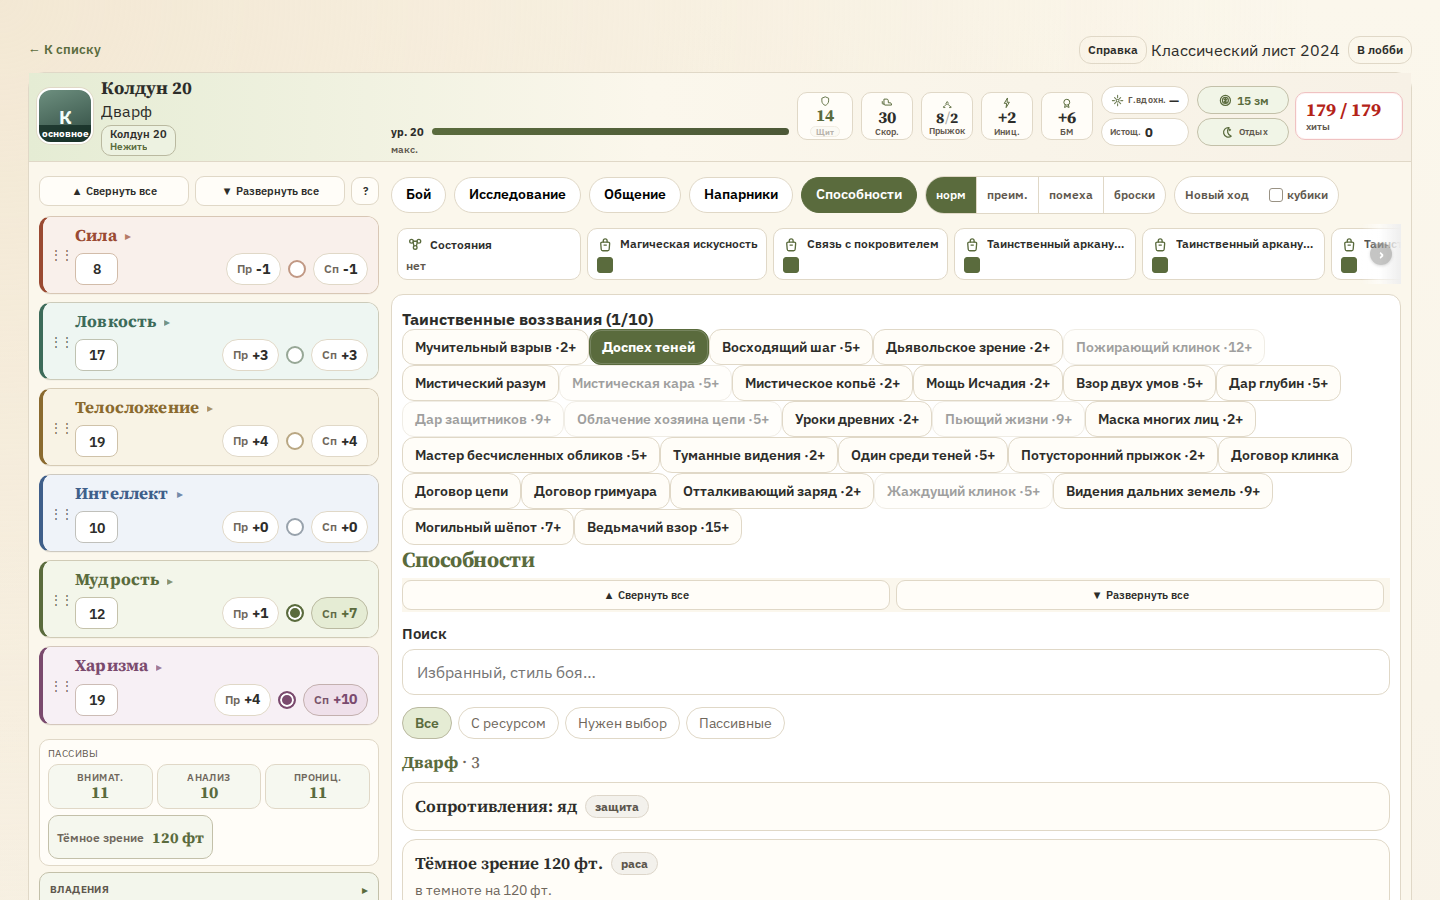 ← К списку
Справка Классический лист 2024 В лобби
К
основное
Колдун 20
Дварф
Колдун 20
Нежить
ур. 20
макс.
14
Щит
30
Скор.
8/2
Прыжок
+2
Иниц.
+6
БМ
Г.вдохн. —
Истощ. 0
15 зм
Отдых
179 / 179
хиты
▲ Свернуть все ▼ Развернуть все ?
Сила ▸
8 Пр -1 Сп -1
Ловкость ▸
17 Пр +3 Сп +3
Телосложение ▸
19 Пр +4 Сп +4
Интеллект ▸
10 Пр +0 Сп +0
Мудрость ▸
12 Пр +1 Сп +7
Харизма ▸
19 Пр +4 Сп +10
ПАССИВЫ
ВНИМАТ. АНАЛИЗ ПРОНИЦ.
11 10 11
Тёмное зрение 120 фт
ВЛАДЕНИЯ ▸
Бой Исследование Общение Напарники Способности норм преим. помеха броски Новый ход кубики
Состояния
нет
Магическая искусность
Связь с покровителем
Таинственный аркану...
Таинственный аркану...
Таинс
›
Таинственные воззвания (1/10)
Мучительный взрыв ·2+ Доспех теней Восходящий шаг ·5+ Дьявольское зрение ·2+ Пожирающий клинок ·12+
Мистический разум Мистическая кара ·5+ Мистическое копьё ·2+ Мощь Исчадия ·2+ Взор двух умов ·5+ Дар глубин ·5+
Дар защитников ·9+ Облачение хозяина цепи ·5+ Уроки древних ·2+ Пьющий жизни ·9+ Маска многих лиц ·2+
Мастер бесчисленных обликов ·5+ Туманные видения ·2+ Один среди теней ·5+ Потусторонний прыжок ·2+ Договор клинка
Договор цепи Договор гримуара Отталкивающий заряд ·2+ Жаждущий клинок ·5+ Видения дальних земель ·9+
Могильный шёпот ·7+ Ведьмачий взор ·15+
Способности
▲ Свернуть все ▼ Развернуть все
Поиск
Избранный, стиль боя...
Все С ресурсом Нужен выбор Пассивные
Дварф · 3
Сопротивления: яд защита
Тёмное зрение 120 фт. раса
в темноте на 120 фт.